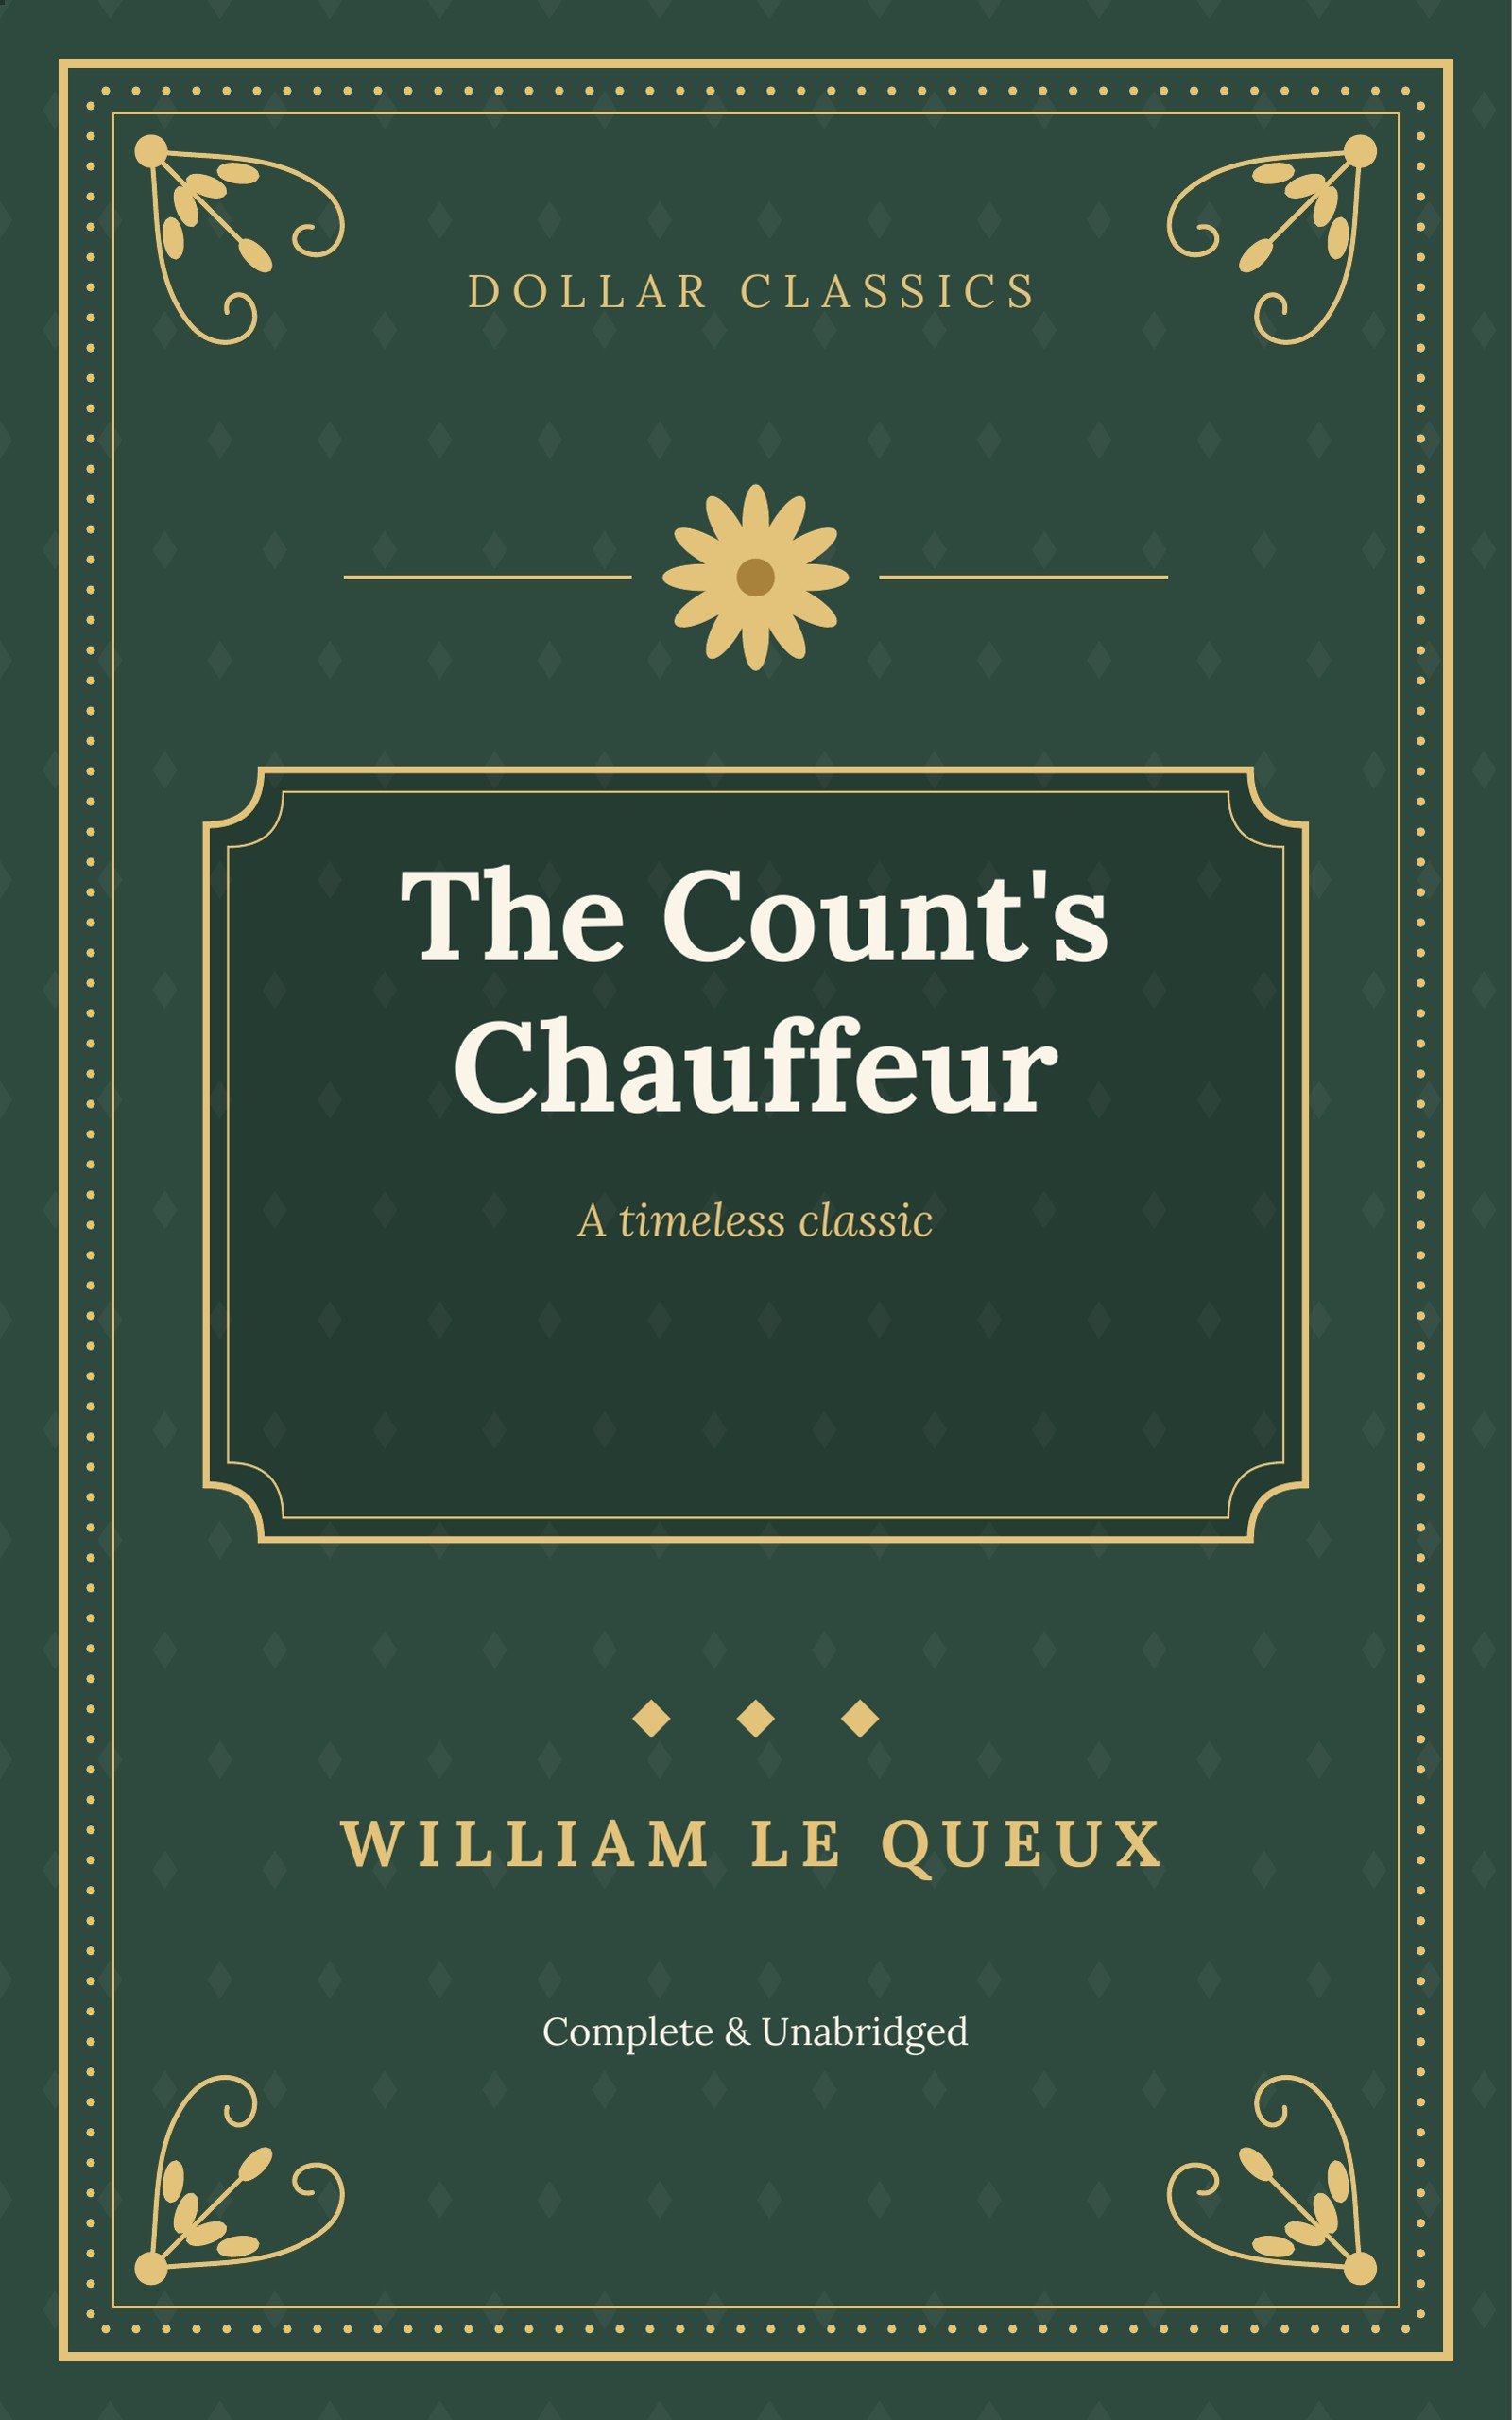 DOLLAR CLASSICS
The Count's
Chauffeur
A timeless classic
WILLIAM LE QUEUX
Complete & Unabridged